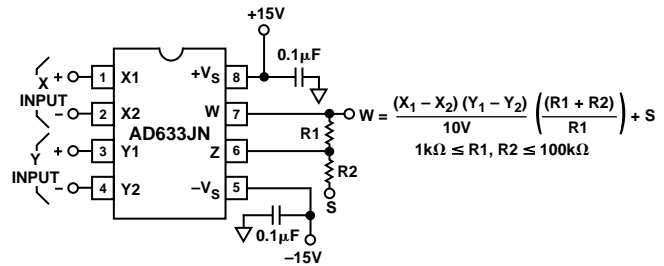 +15V
0.1μF
X INPUT
+
−
Y INPUT
+
−
1 X1
2 X2
3 Y1
4 Y2
AD633JN
+VS 8
W 7
Z 6
−VS 5
R1
R2
S
0.1μF
−15V
W = (X1 − X2) (Y1 − Y2) / 10V ((R1 + R2) / R1) + S
1kΩ ≤ R1, R2 ≤ 100kΩ